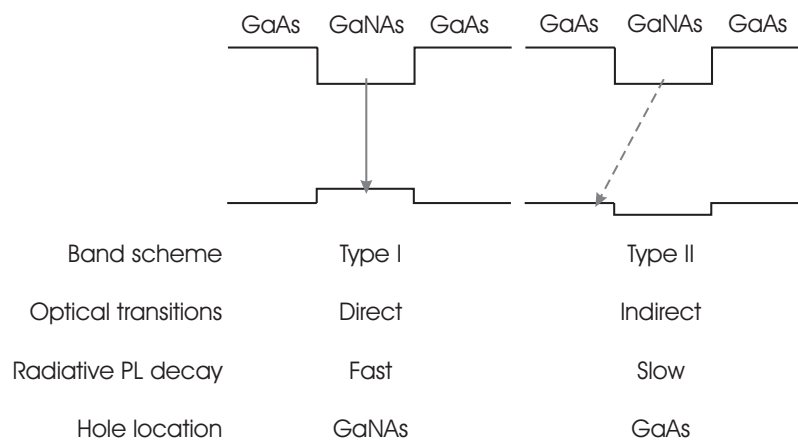 GaAs GaNAs GaAs GaAs GaNAs GaAs
Band scheme Type I Type II
Optical transitions Direct Indirect
Radiative PL decay Fast Slow
Hole location GaNAs GaAs